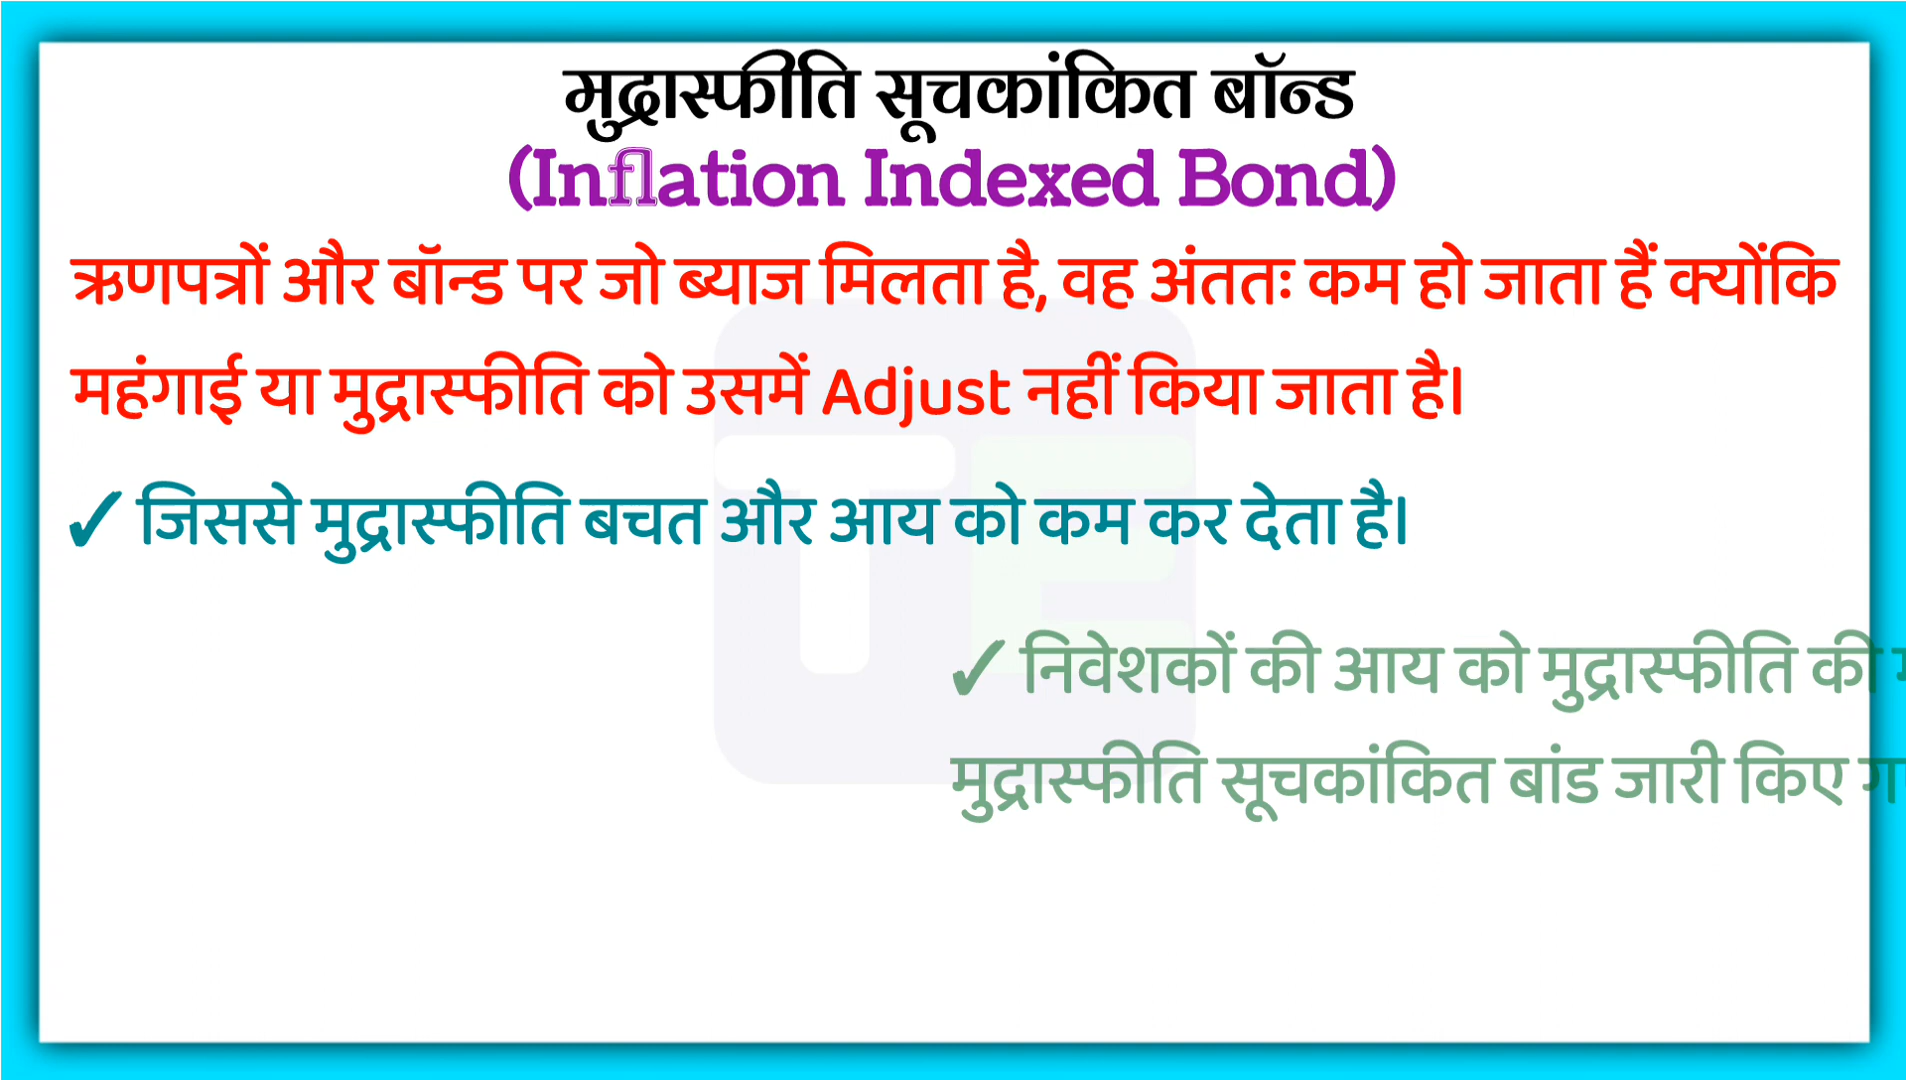 मुद्रास्फीति सूचकांकित बॉन्ड
(Inflation Indexed Bond)
ऋणपत्रों और बॉन्ड पर जो ब्याज मिलता है, वह अंततः कम हो जाता हैं क्योंकि
महंगाई या मुद्रास्फीति को उसमें Adjust नहीं किया जाता है।
✓ जिससे मुद्रास्फीति बचत और आय को कम कर देता है।
✓ निवेशकों की आय को मुद्रास्फीति की
मुद्रास्फीति सूचकांकित बांड जारी किए
TE